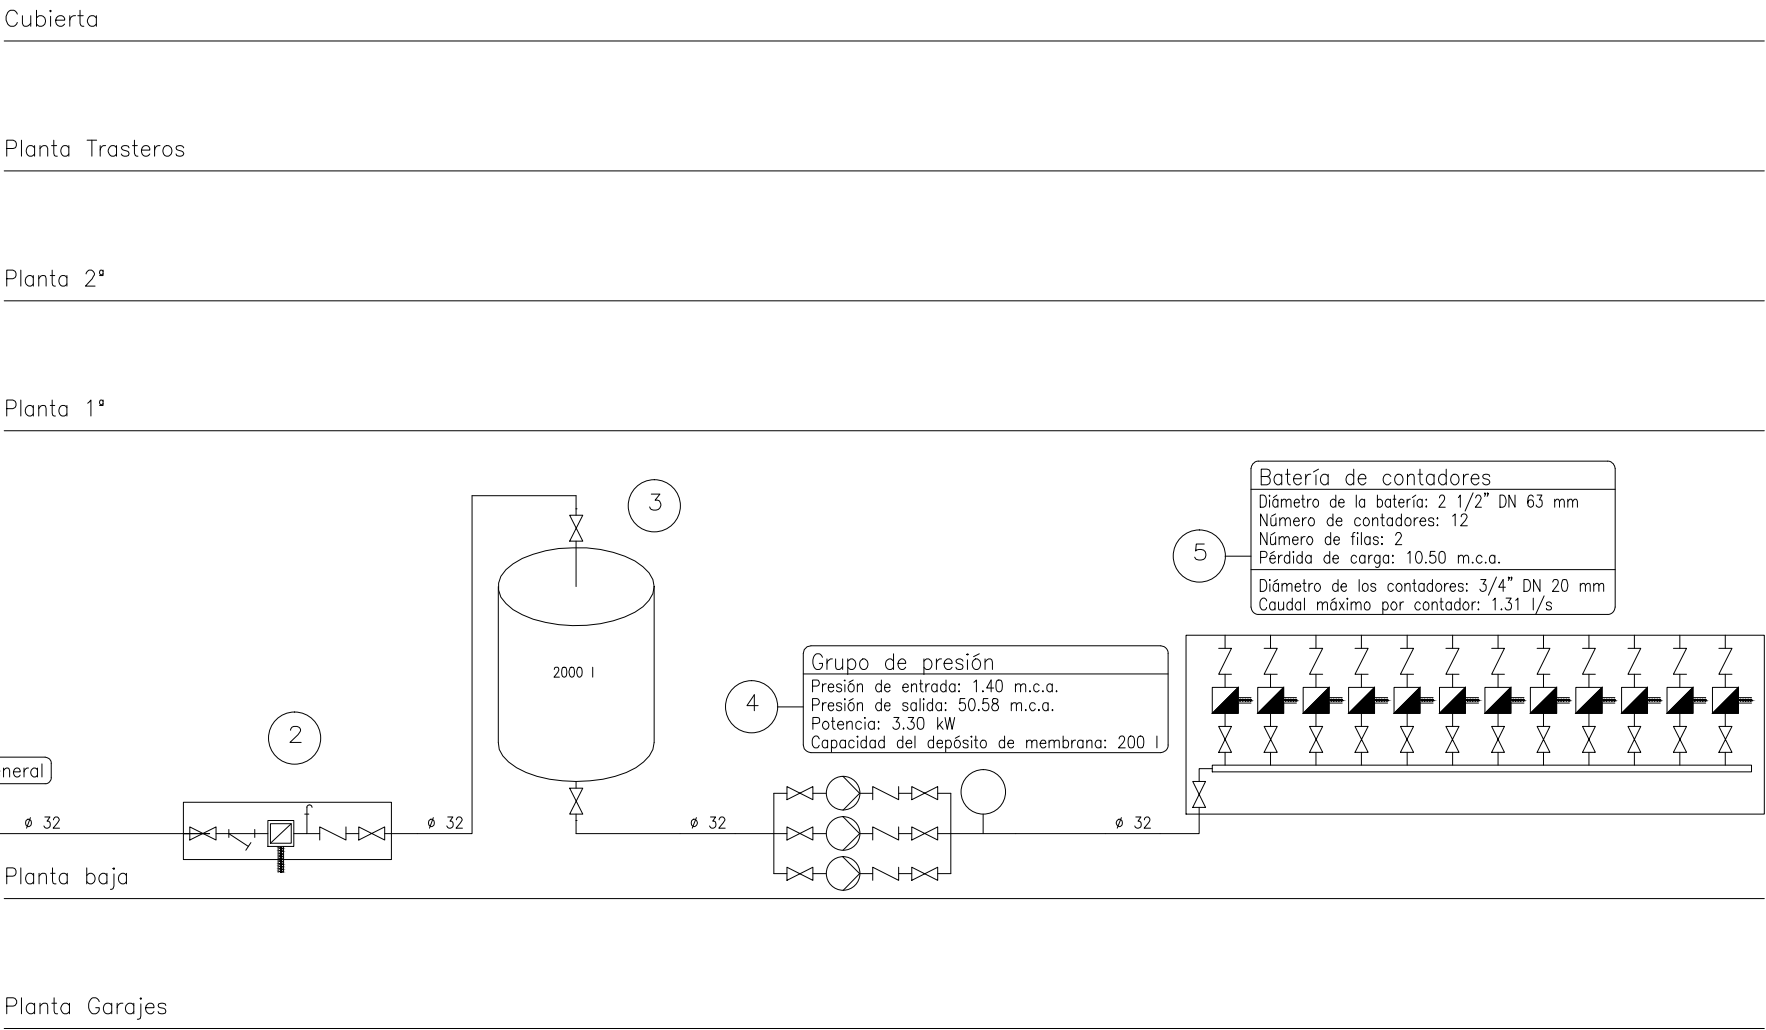 Cubierta
Planta Trasteros
Planta 2ª
Planta 1ª
3
Batería de contadores
Diámetro de la batería: 2 1/2" DN 63 mm
Número de contadores: 12
Número de filas: 2
Pérdida de carga: 10.50 m.c.a.
Diámetro de los contadores: 3/4" DN 20 mm
Caudal máximo por contador: 1.31 l/s
5
2000 l
Grupo de presión
Presión de entrada: 1.40 m.c.a.
Presión de salida: 50.58 m.c.a.
Potencia: 3.30 kW
Capacidad del depósito de membrana: 200 l
4
2
neral
ø 32
ø 32
ø 32
ø 32
Planta baja
Planta Garajes